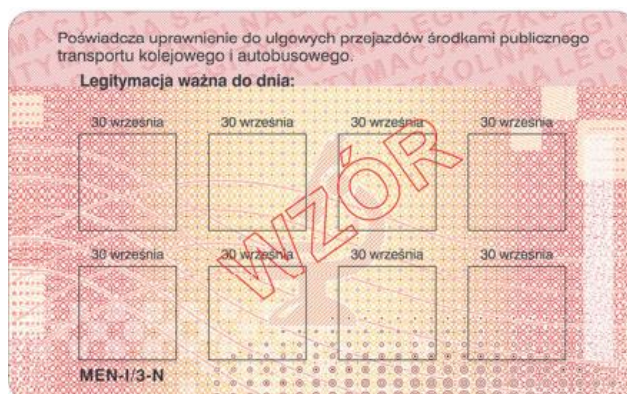 Poświadcza uprawnienie do ulgowych przejazdów środkami publicznego
transportu kolejowego i autobusowego.
Legitymacja ważna do dnia:
30 września 30 września 30 września 30 września
WZÓR
30 września 30 września 30 września 30 września
MEN-I/3-N